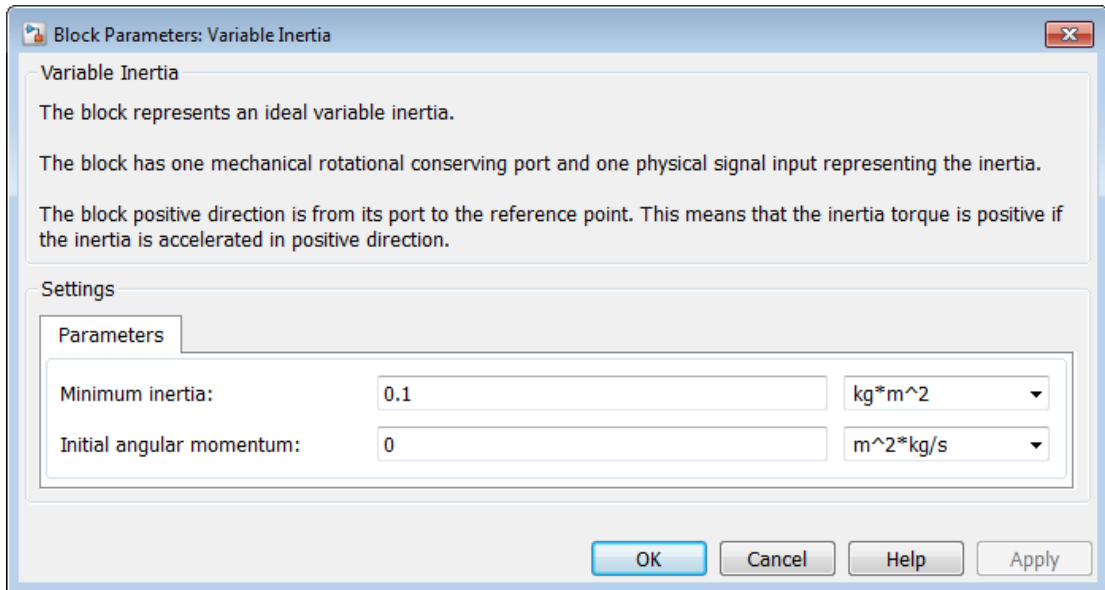 Block Parameters: Variable Inertia
Variable Inertia
The block represents an ideal variable inertia.
The block has one mechanical rotational conserving port and one physical signal input representing the inertia.
The block positive direction is from its port to the reference point. This means that the inertia torque is positive if
the inertia is accelerated in positive direction.
Settings
Parameters
Minimum inertia: 0.1 kg*m^2
Initial angular momentum: 0 m^2*kg/s
OK Cancel Help Apply